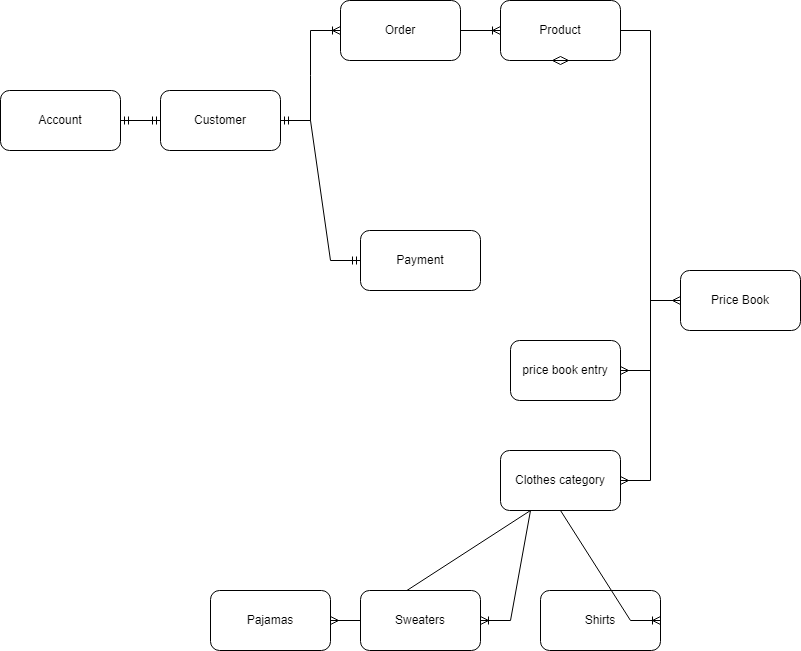 Order
Product
Account
Customer
Payment
Price Book
price book entry
Clothes category
Pajamas
Sweaters
Shirts